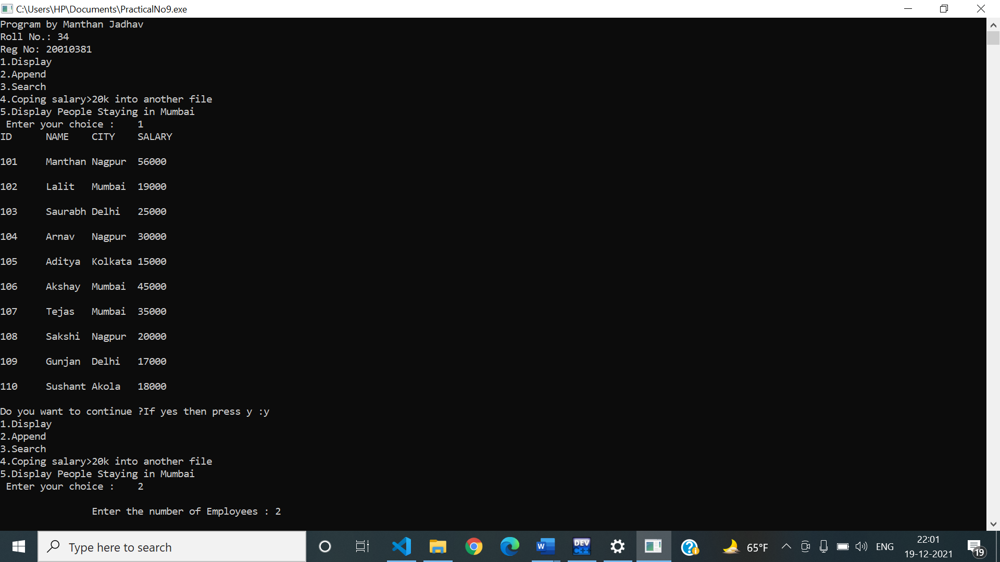 C:\Users\HP\Documents\PracticalNo9.exe
Program by Manthan Jadhav
Roll No.: 34
Reg No: 20010381
1.Display
2.Append
3.Search
4.Coping salary>20k into another file
5.Display People Staying in Mumbai
 Enter your choice :    1
ID      NAME    CITY    SALARY
101     Manthan Nagpur  56000
102     Lalit   Mumbai  19000
103     Saurabh Delhi   25000
104     Arnav   Nagpur  30000
105     Aditya  Kolkata 15000
106     Akshay  Mumbai  45000
107     Tejas   Mumbai  35000
108     Sakshi  Nagpur  20000
109     Gunjan  Delhi   17000
110     Sushant Akola   18000
Do you want to continue ?If yes then press y :y
1.Display
2.Append
3.Search
4.Coping salary>20k into another file
5.Display People Staying in Mumbai
 Enter your choice :    2
                Enter the number of Employees : 2
Type here to search
W
DEV C++
65°F
ENG
22:01
19-12-2021
19